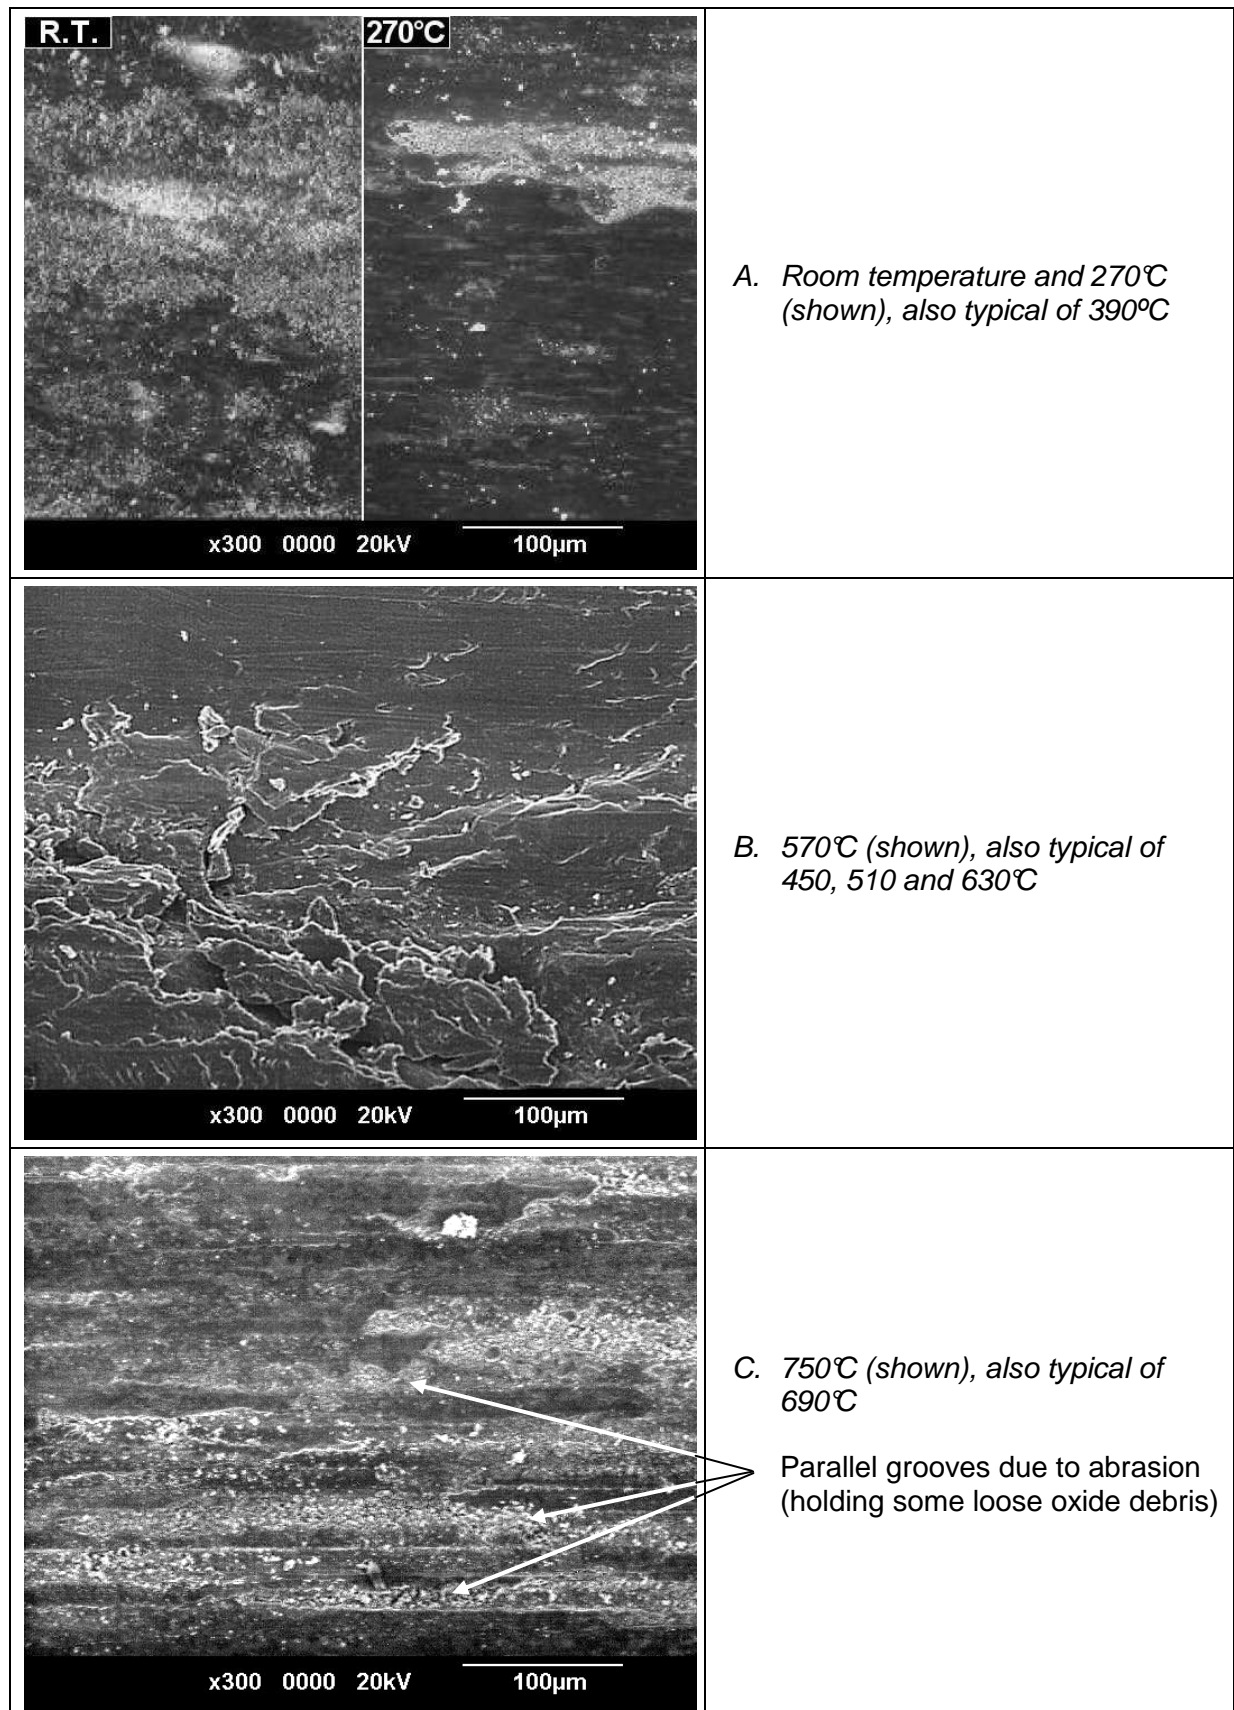 R.T.
270°C
x300 0000 20kV 100µm
A. Room temperature and 270℃
(shown), also typical of 390ºC
x300 0000 20kV 100µm
B. 570℃ (shown), also typical of
450, 510 and 630℃
x300 0000 20kV 100µm
C. 750℃ (shown), also typical of
690℃
Parallel grooves due to abrasion
(holding some loose oxide debris)